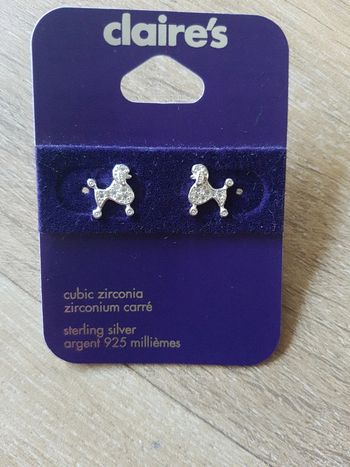 claire's
cubic zirconia
zirconium carré
sterling silver
argent 925 millièmes